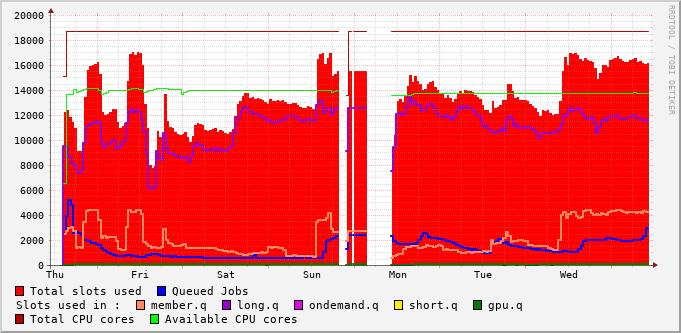 20000
18000
16000
14000
12000
10000
8000
6000
4000
2000
0
Thu Fri Sat Sun Mon Tue Wed
RRDTOOL / TOBI OETIKER
Total slots used Queued Jobs
Slots used in : member.q long.q ondemand.q short.q gpu.q
Total CPU cores Available CPU cores